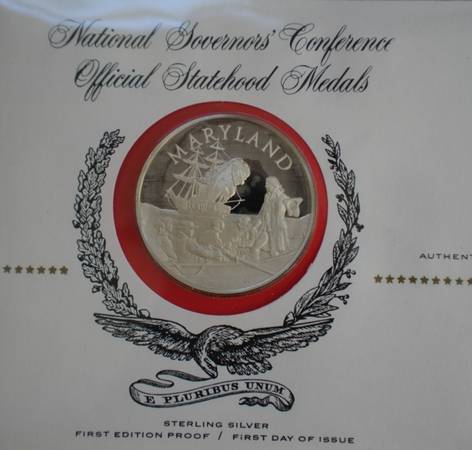 National Governors' Conference
Official Statehood Medals
MARYLAND
AUTHENT
E PLURIBUS UNUM
STERLING SILVER
FIRST EDITION PROOF / FIRST DAY OF ISSUE